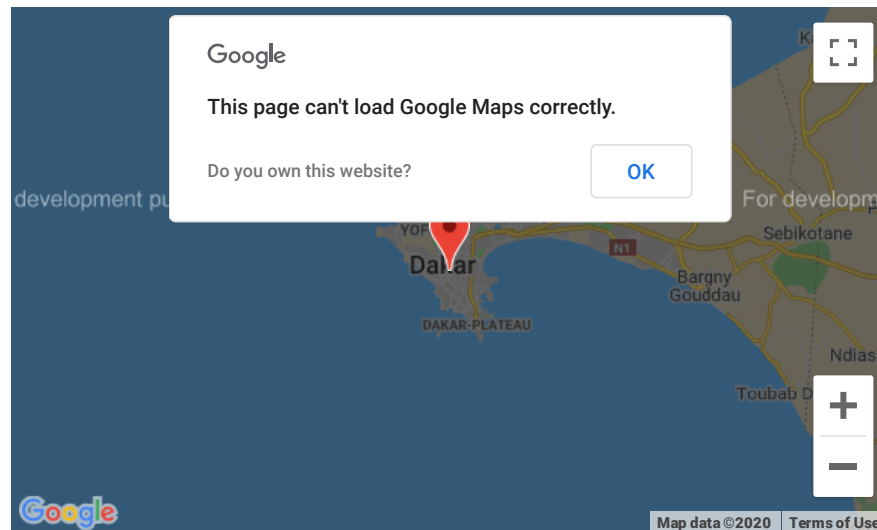 Google
This page can't load Google Maps correctly.
Do you own this website?
OK
development pu
For developm
YOF
Sebikotane
N1
Dakar
Bargny
Gouddau
DAKAR-PLATEAU
Ndias
Toubab D
Google
Map data ©2020
Terms of Use